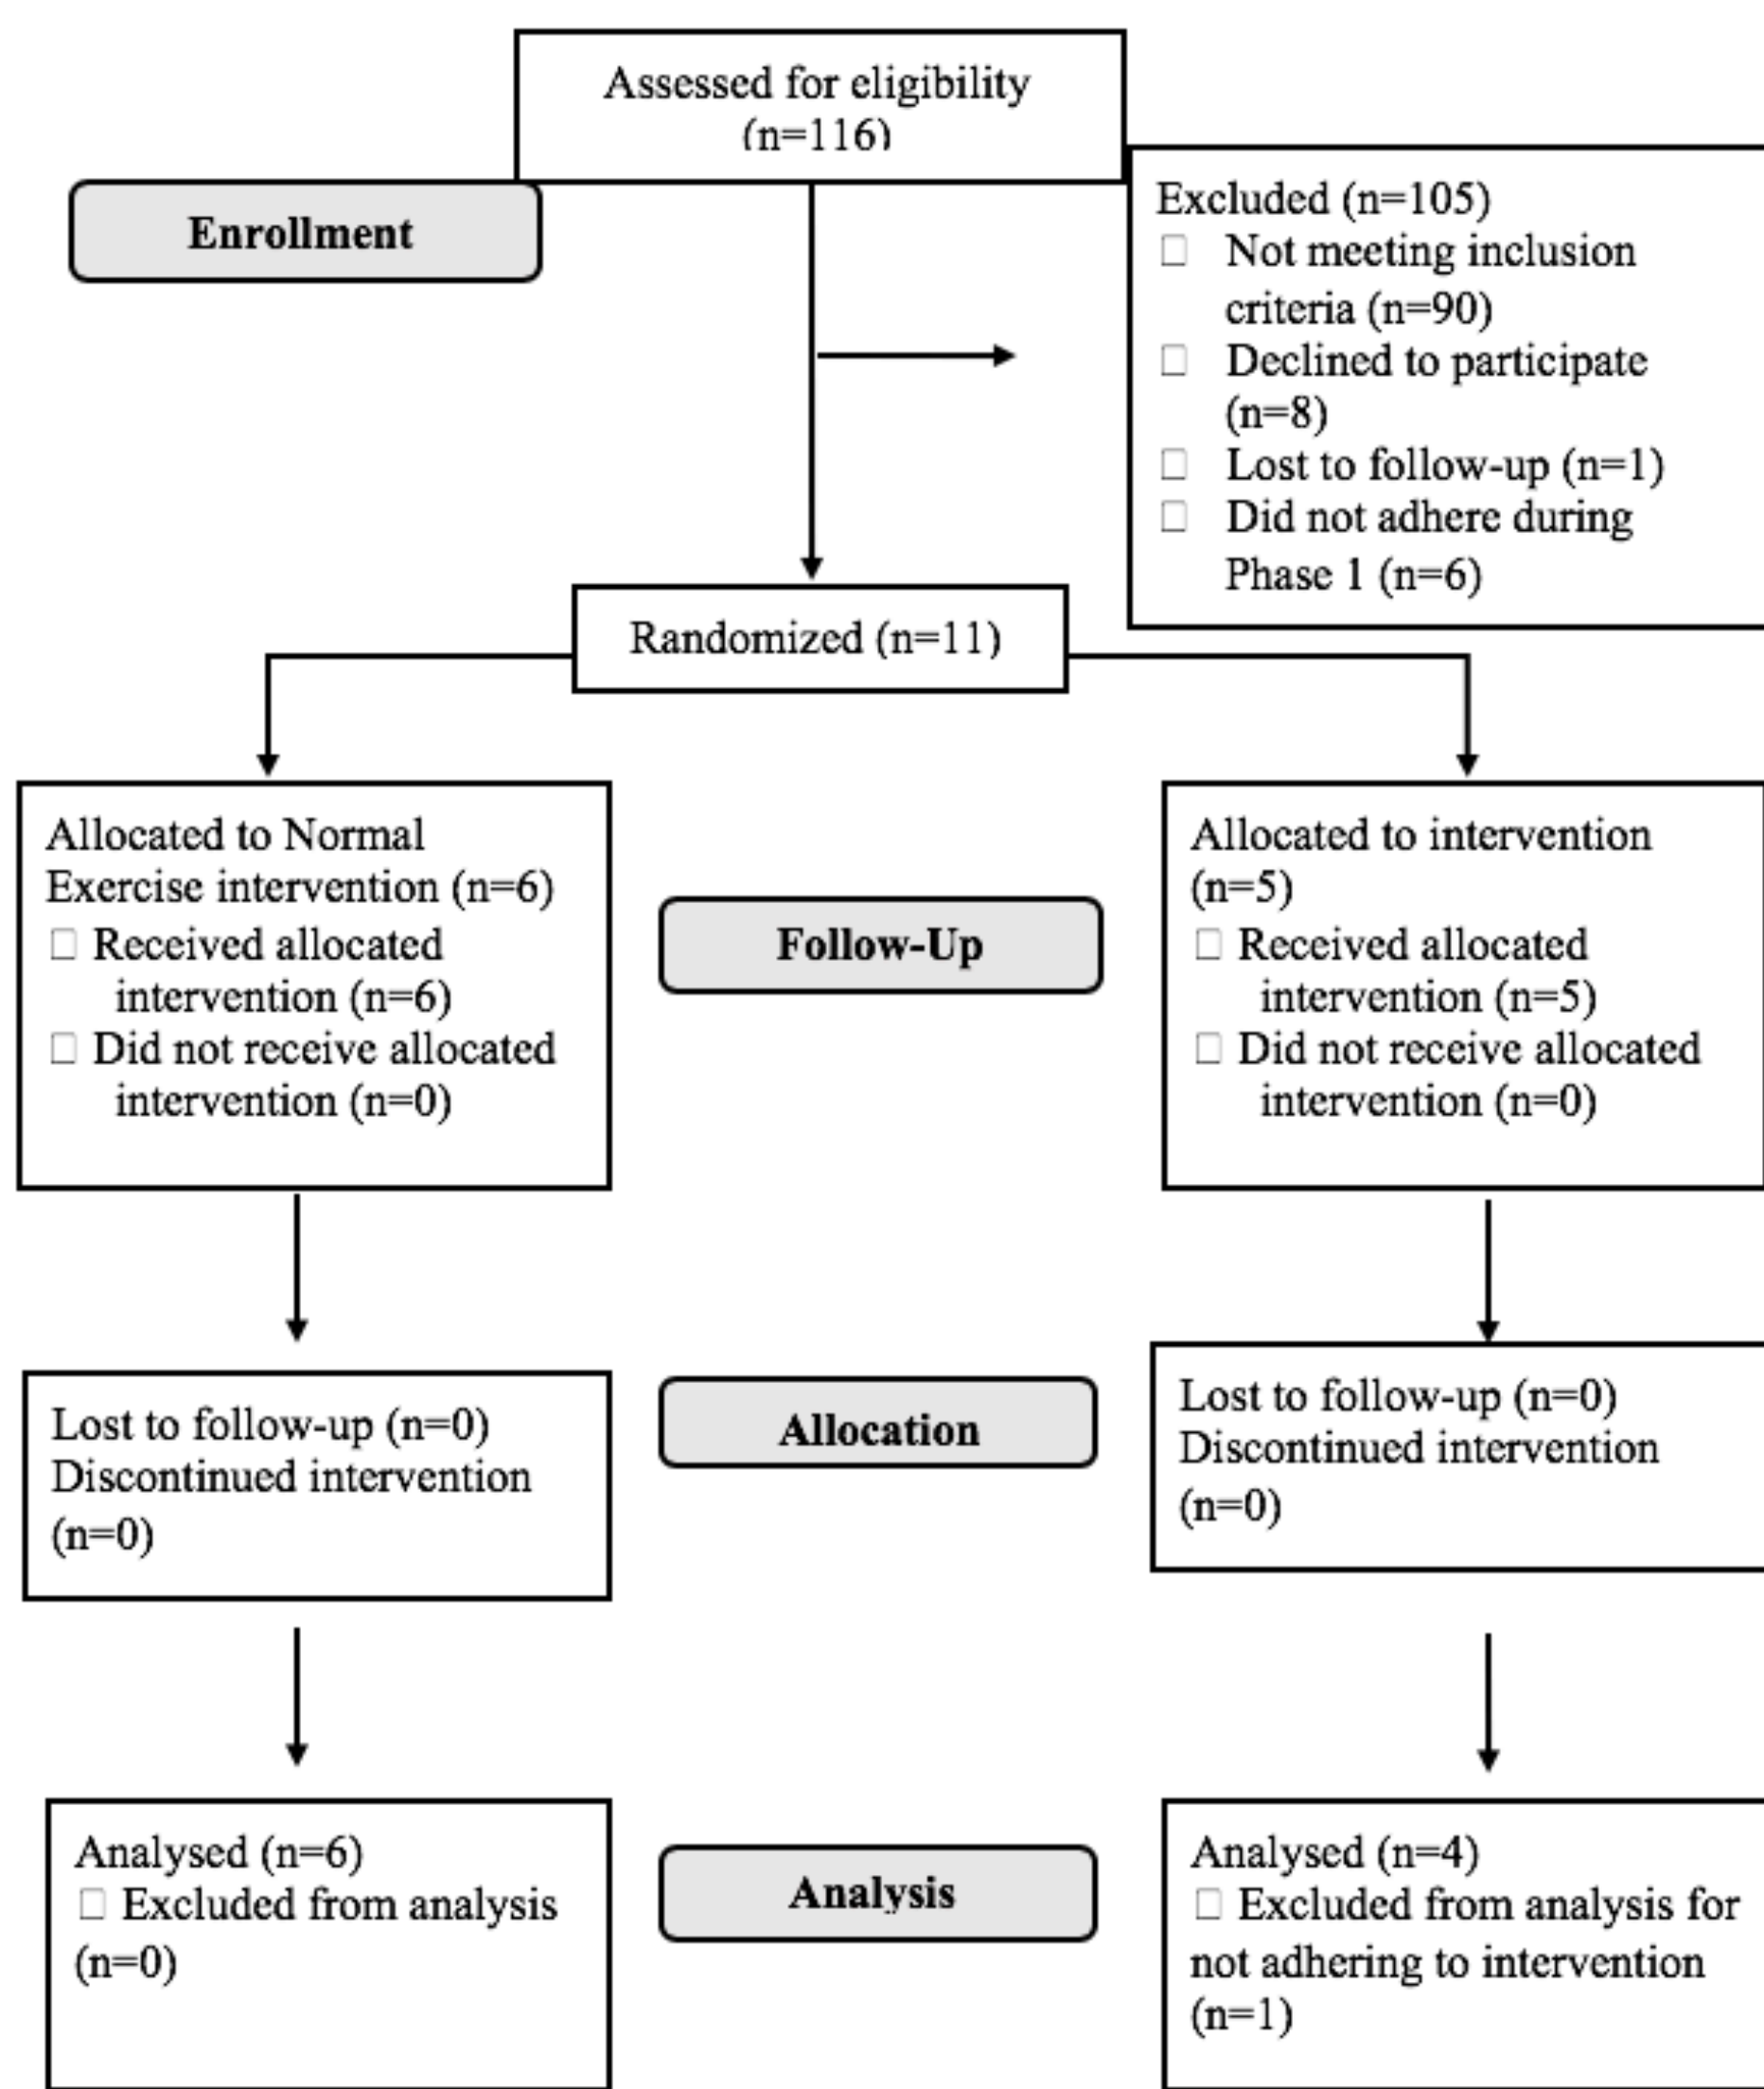 Assessed for eligibility
(n=116)
Enrollment
Excluded (n=105)
□ Not meeting inclusion
criteria (n=90)
□ Declined to participate
(n=8)
□ Lost to follow-up (n=1)
□ Did not adhere during
Phase 1 (n=6)
Randomized (n=11)
Allocated to Normal
Exercise intervention (n=6)
□ Received allocated
intervention (n=6)
□ Did not receive allocated
intervention (n=0)
Follow-Up
Allocated to intervention
(n=5)
□ Received allocated
intervention (n=5)
□ Did not receive allocated
intervention (n=0)
Lost to follow-up (n=0)
Discontinued intervention
(n=0)
Allocation
Lost to follow-up (n=0)
Discontinued intervention
(n=0)
Analysed (n=6)
□ Excluded from analysis
(n=0)
Analysis
Analysed (n=4)
□ Excluded from analysis for
not adhering to intervention
(n=1)